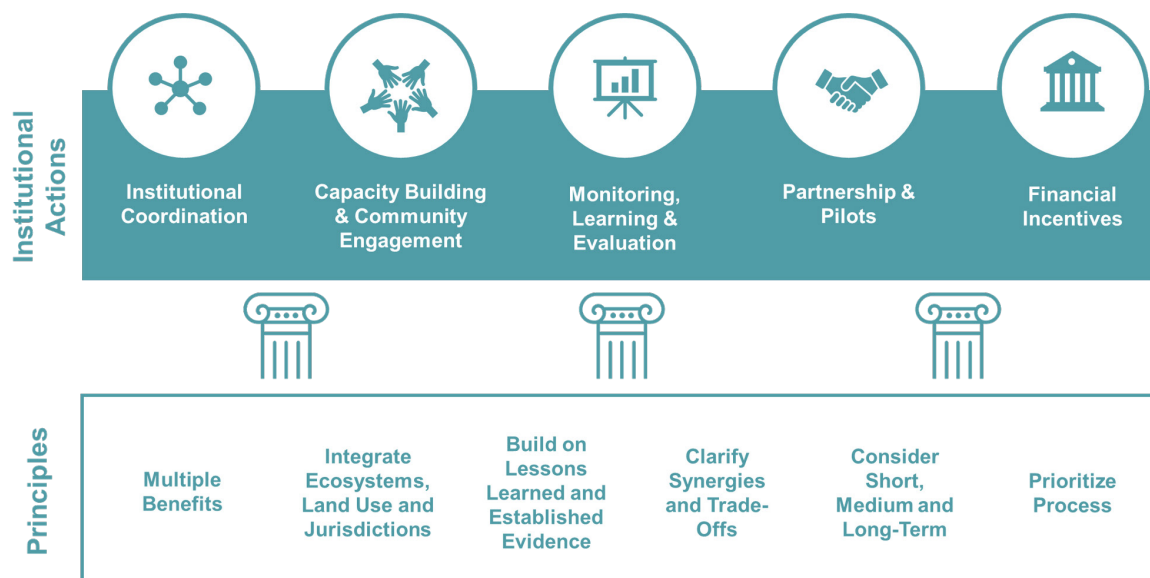 Institutional
Actions
Institutional
Coordination
Capacity Building
& Community
Engagement
Monitoring,
Learning &
Evaluation
Partnership &
Pilots
Financial
Incentives
Principles
Multiple
Benefits
Integrate
Ecosystems,
Land Use and
Jurisdictions
Build on
Lessons
Learned and
Established
Evidence
Clarify
Synergies
and Trade-
Offs
Consider
Short,
Medium and
Long-Term
Prioritize
Process